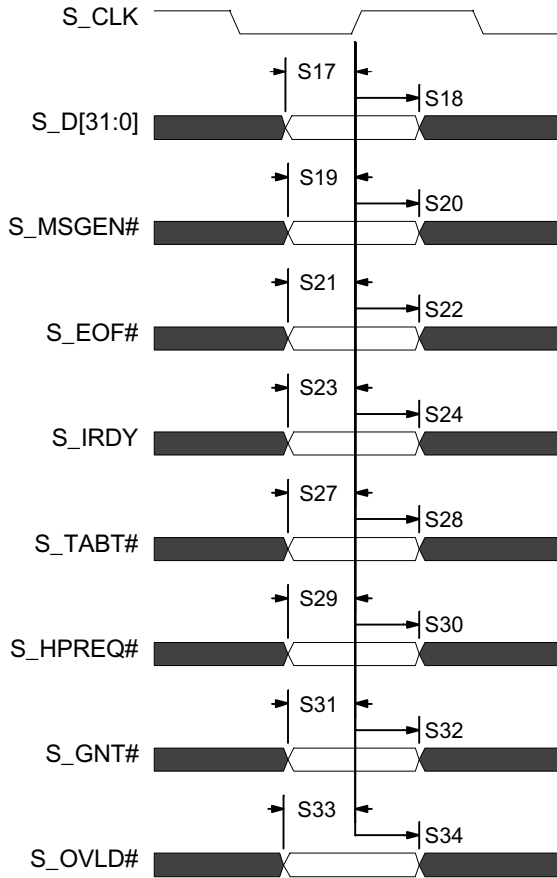 S_CLK
S17
S18
S_D[31:0]
S19
S20
S_MSGEN#
S21
S22
S_EOF#
S23
S24
S_IRDY
S27
S28
S_TABT#
S29
S30
S_HPREQ#
S31
S32
S_GNT#
S33
S34
S_OVLD#